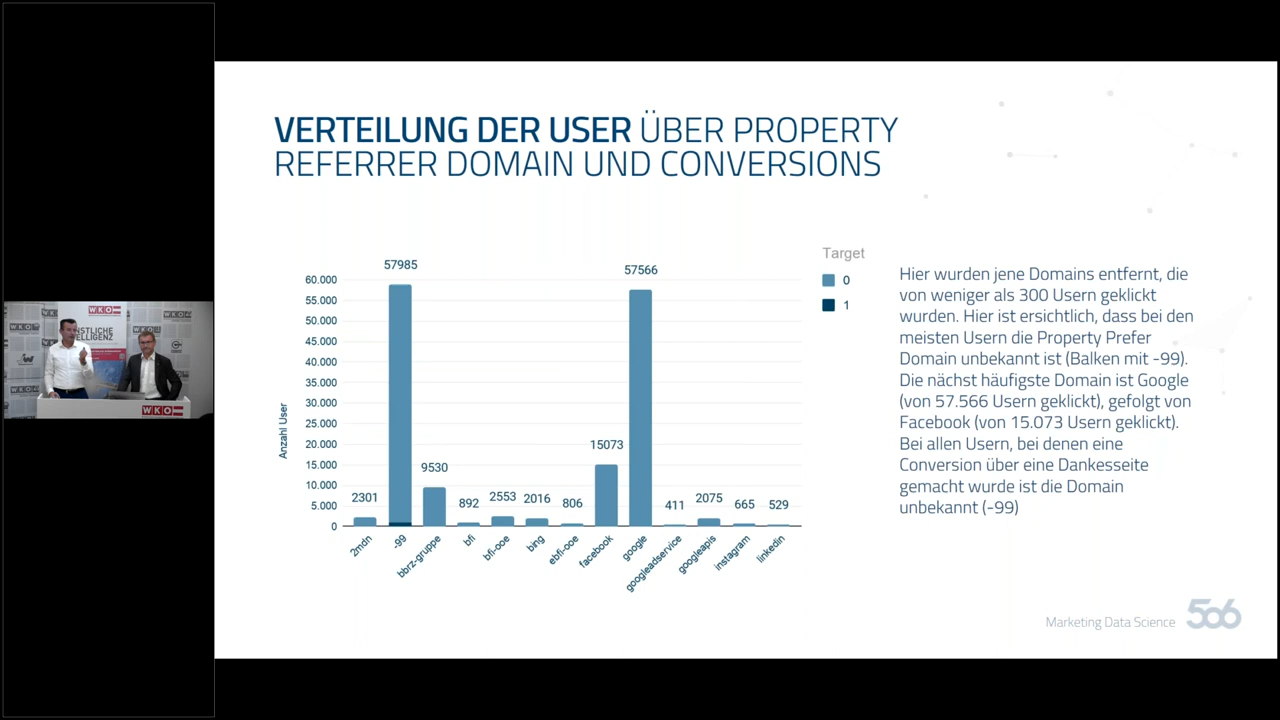 VERTEILUNG DER USER ÜBER PROPERTY
REFERRER DOMAIN UND CONVERSIONS
Target
0
1
Anzahl User
60.000
55.000
50.000
45.000
40.000
35.000
30.000
25.000
20.000
15.000
10.000
5.000
0
2301
57985
9530
892
2553
2016
806
15073
57566
411
2075
665
529
2mdn
-99
bbrz-gruppe
bfi
bfi-ooe
bing
ebfi-ooe
facebook
google
googleadservice
googleapis
instagram
linkedin
Hier wurden jene Domains entfernt, die
von weniger als 300 Usern geklickt
wurden. Hier ist ersichtlich, dass bei den
meisten Usern die Property Prefer
Domain unbekannt ist (Balken mit -99).
Die nächst häufigste Domain ist Google
(von 57.566 Usern geklickt), gefolgt von
Facebook (von 15.073 Usern geklickt).
Bei allen Usern, bei denen eine
Conversion über eine Dankesseite
gemacht wurde ist die Domain
unbekannt (-99)
Marketing Data Science 506
WKO
WKO